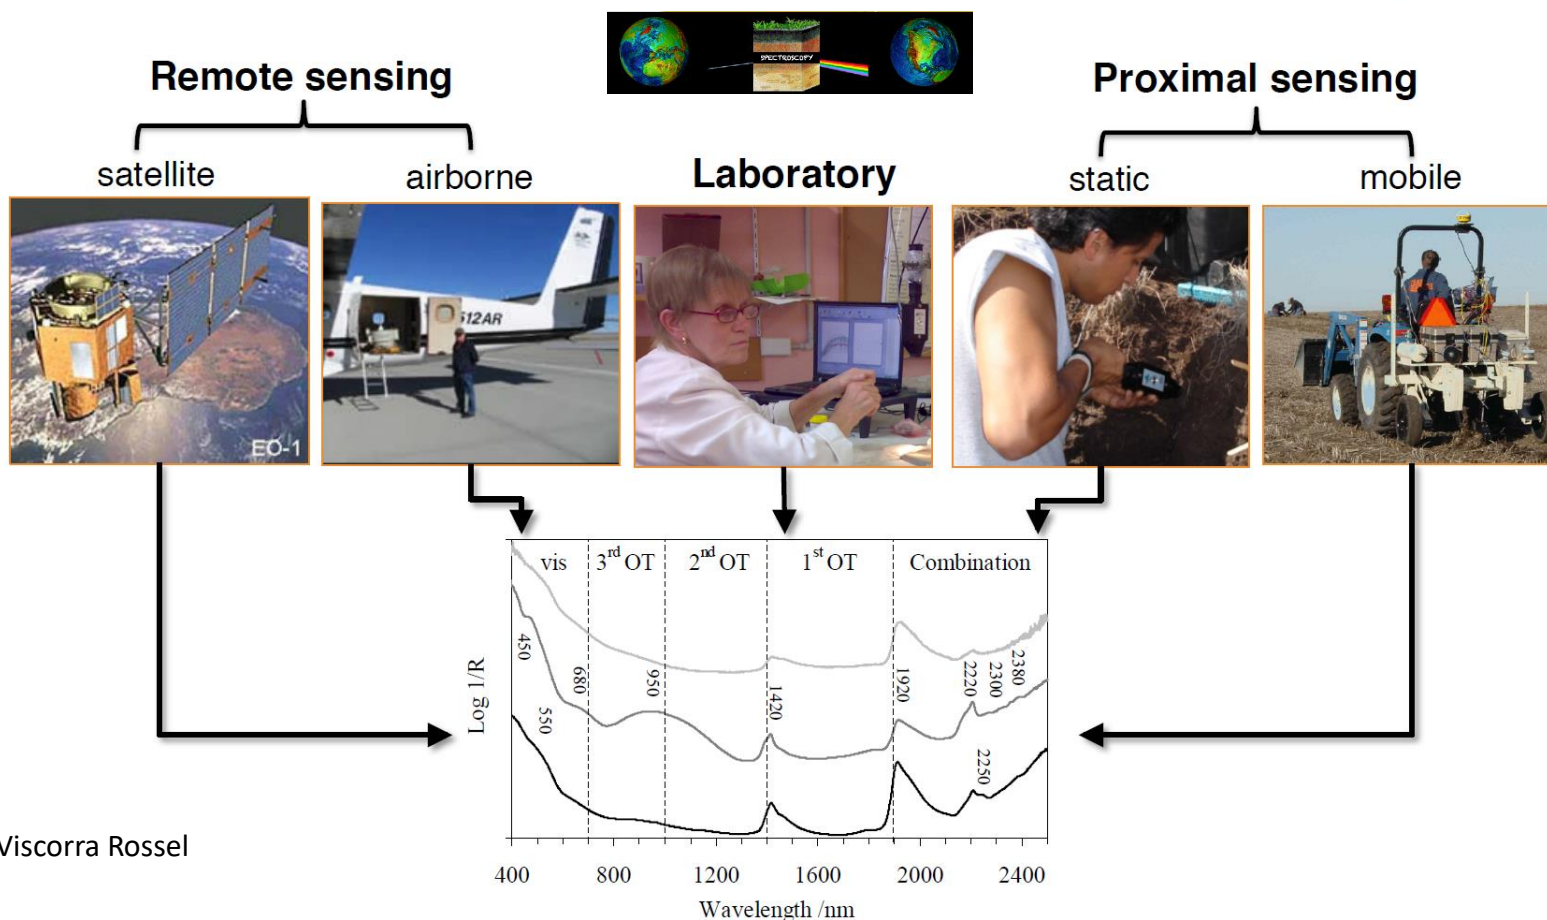 SPECTROSCOPY
Remote sensing
Proximal sensing
satellite
airborne
Laboratory
static
mobile
512AR
EO-1
vis
3rd OT
2nd OT
1st OT
Combination
450
680
950
550
1420
1920
2220
2300
2380
2250
Log 1/R
400 800 1200 1600 2000 2400
Wavelength /nm
Viscorra Rossel